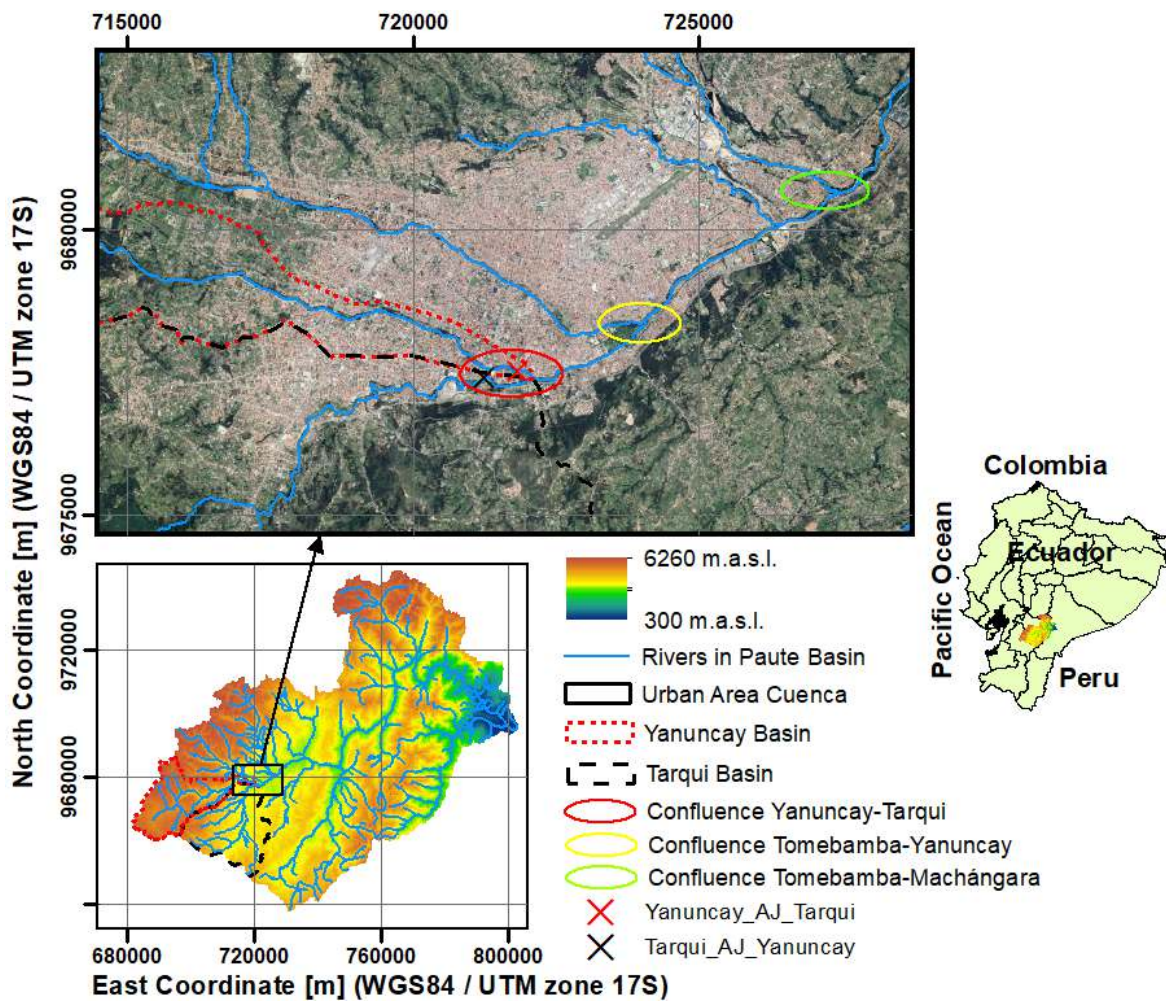 715000
720000
725000
9680000
9675000
North Coordinate [m] (WGS84 / UTM zone 17S)
6260 m.a.s.l.
300 m.a.s.l.
Rivers in Paute Basin
Urban Area Cuenca
Yanuncay Basin
Tarqui Basin
Confluence Yanuncay-Tarqui
Confluence Tomebamba-Yanuncay
Confluence Tomebamba-Machángara
Yanuncay_AJ_Tarqui
Tarqui_AJ_Yanuncay
Colombia
Pacific Ocean
Ecuador
Peru
9720000
9680000
680000
720000
760000
800000
East Coordinate [m] (WGS84 / UTM zone 17S)